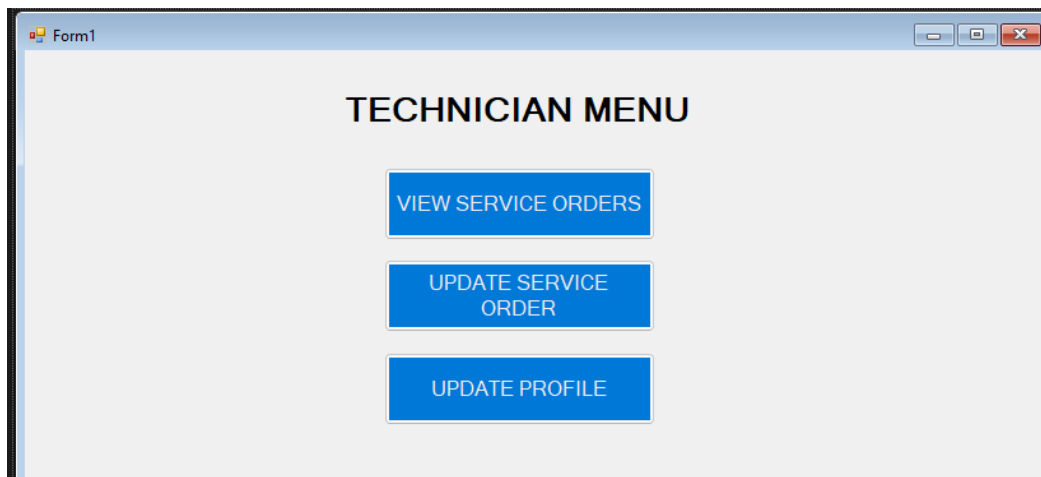 Form1
TECHNICIAN MENU
VIEW SERVICE ORDERS
UPDATE SERVICE
ORDER
UPDATE PROFILE